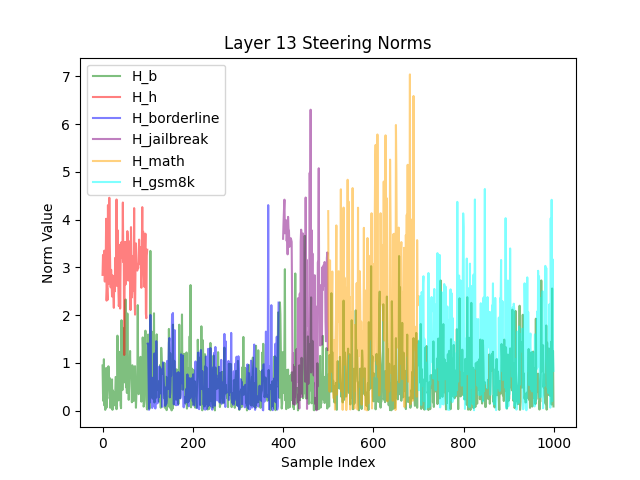 Layer 13 Steering Norms
H_b
H_h
H_borderline
H_jailbreak
H_math
H_gsm8k
Norm Value
7
6
5
4
3
2
1
0
0 200 400 600 800 1000
Sample Index